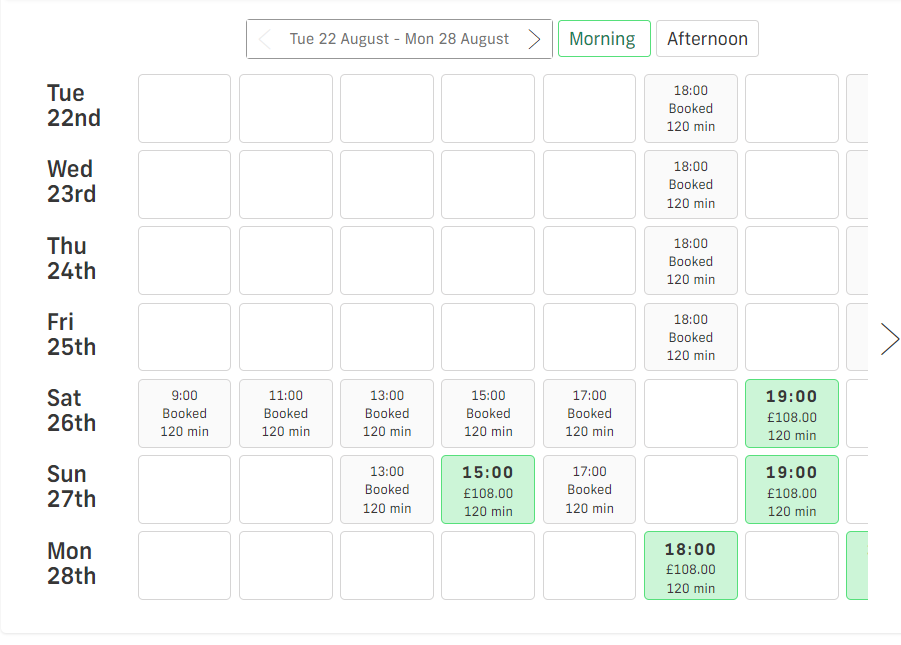 Tue 22 August - Mon 28 August
Morning
Afternoon
Tue
22nd
18:00
Booked
120 min
Wed
23rd
18:00
Booked
120 min
Thu
24th
18:00
Booked
120 min
Fri
25th
18:00
Booked
120 min
Sat
26th
9:00
Booked
120 min
11:00
Booked
120 min
13:00
Booked
120 min
15:00
Booked
120 min
17:00
Booked
120 min
19:00
£108.00
120 min
Sun
27th
13:00
Booked
120 min
15:00
£108.00
120 min
17:00
Booked
120 min
19:00
£108.00
120 min
Mon
28th
18:00
£108.00
120 min